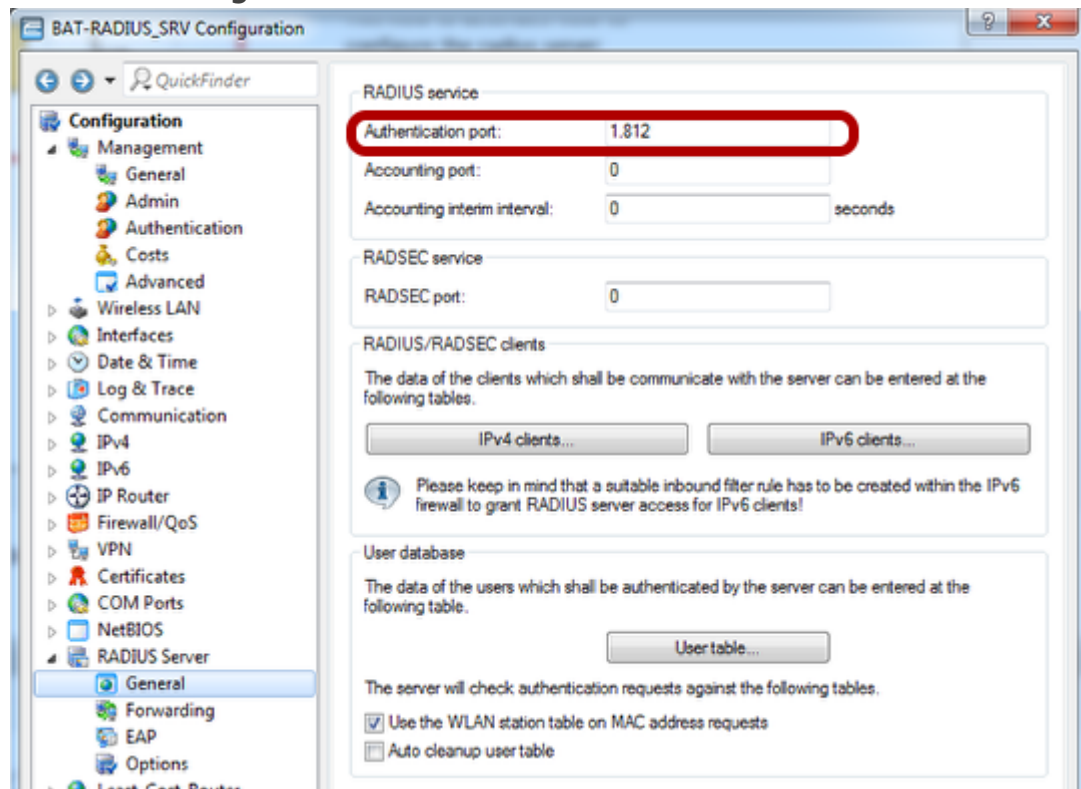 BAT-RADIUS_SRV Configuration
QuickFinder
Configuration
Management
General
Admin
Authentication
Costs
Advanced
Wireless LAN
Interfaces
Date & Time
Log & Trace
Communication
IPv4
IPv6
IP Router
Firewall/QoS
VPN
Certificates
COM Ports
NetBIOS
RADIUS Server
General
Forwarding
EAP
Options
Least-Cost-Router
RADIUS service
Authentication port: 1.812
Accounting port: 0
Accounting interim interval: 0 seconds
RADSEC service
RADSEC port: 0
RADIUS/RADSEC clients
The data of the clients which shall be communicate with the server can be entered at the
following tables.
IPv4 clients... IPv6 clients...
Please keep in mind that a suitable inbound filter rule has to be created within the IPv6
firewall to grant RADIUS server access for IPv6 clients!
User database
The data of the users which shall be authenticated by the server can be entered at the
following table.
User table...
The server will check authentication requests against the following tables.
Use the WLAN station table on MAC address requests
Auto cleanup user table